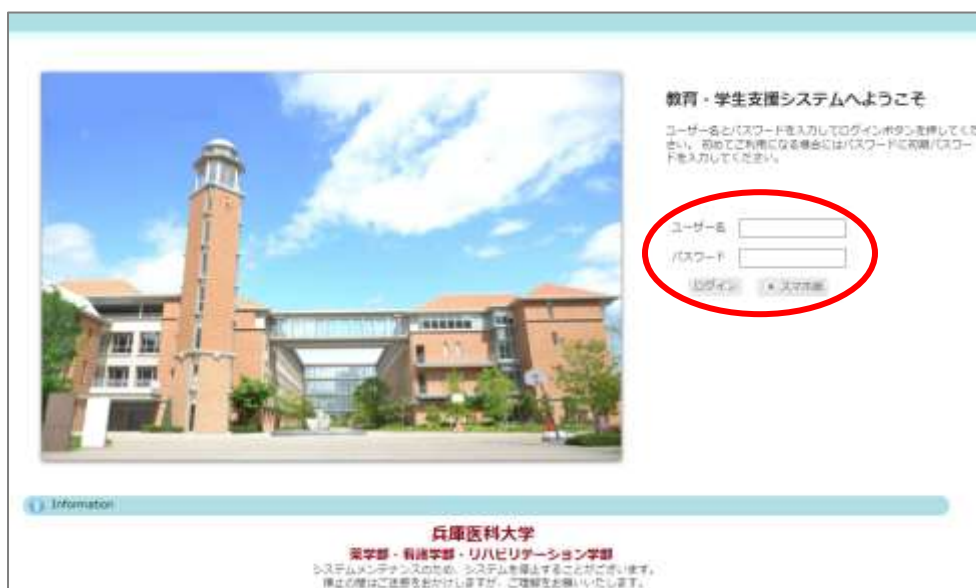 教育・学生支援システムへようこそ
ユーザー名とパスワードを入力してログインボタンを押してくだ
さい。 初めてご利用になる場合にはパスワードに初期パスワー
ドを入力してください。
ユーザー名
パスワード
ログイン
スマホ版
Information
兵庫医科大学
薬学部・看護学部・リハビリテーション学部
システムメンテナンスのため、システムを停止することがございます。
停止の間はご迷惑をおかけしますが、ご理解をお願いいたします。